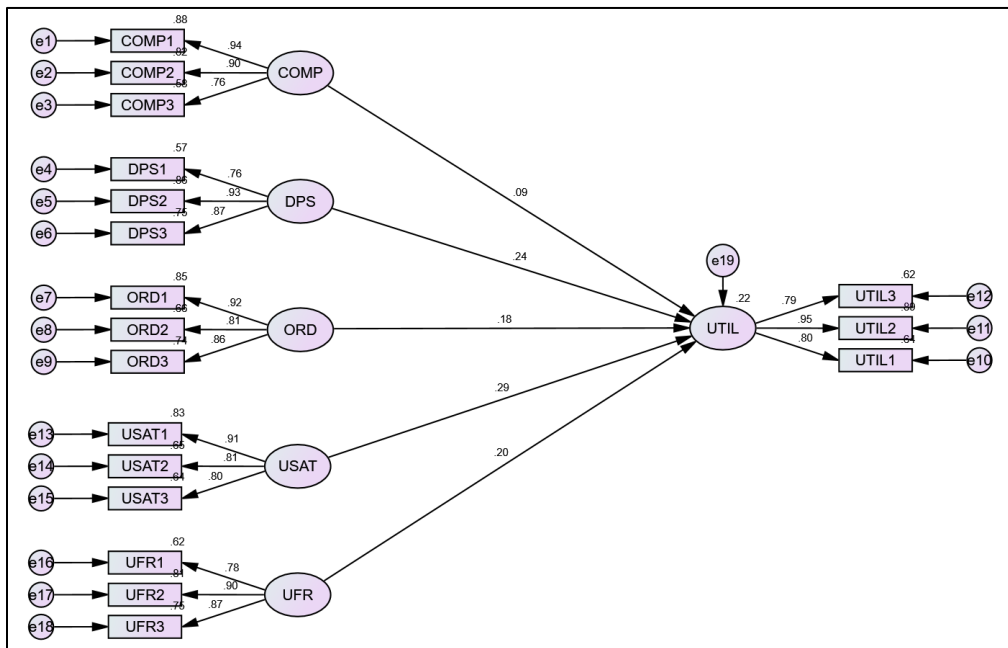 .88
e1 COMP1 .94
.82
e2 COMP2 .90 COMP
.58
e3 COMP3 .76
.57
e4 DPS1 .76
.86
e5 DPS2 .93 DPS .09
.75
e6 DPS3 .87
.24
e19
.85
e7 ORD1 .92
.66
e8 ORD2 .81 ORD .18
.74
e9 ORD3 .86
.22 UTIL
.62
.79 UTIL3 e12
.89
.95 UTIL2 e11
.64
.80 UTIL1 e10
.83
e13 USAT1 .91 .29
.65
e14 USAT2 .81 USAT .20
.64
e15 USAT3 .80
.62
e16 UFR1 .78
.81
e17 UFR2 .90 UFR
.75
e18 UFR3 .87